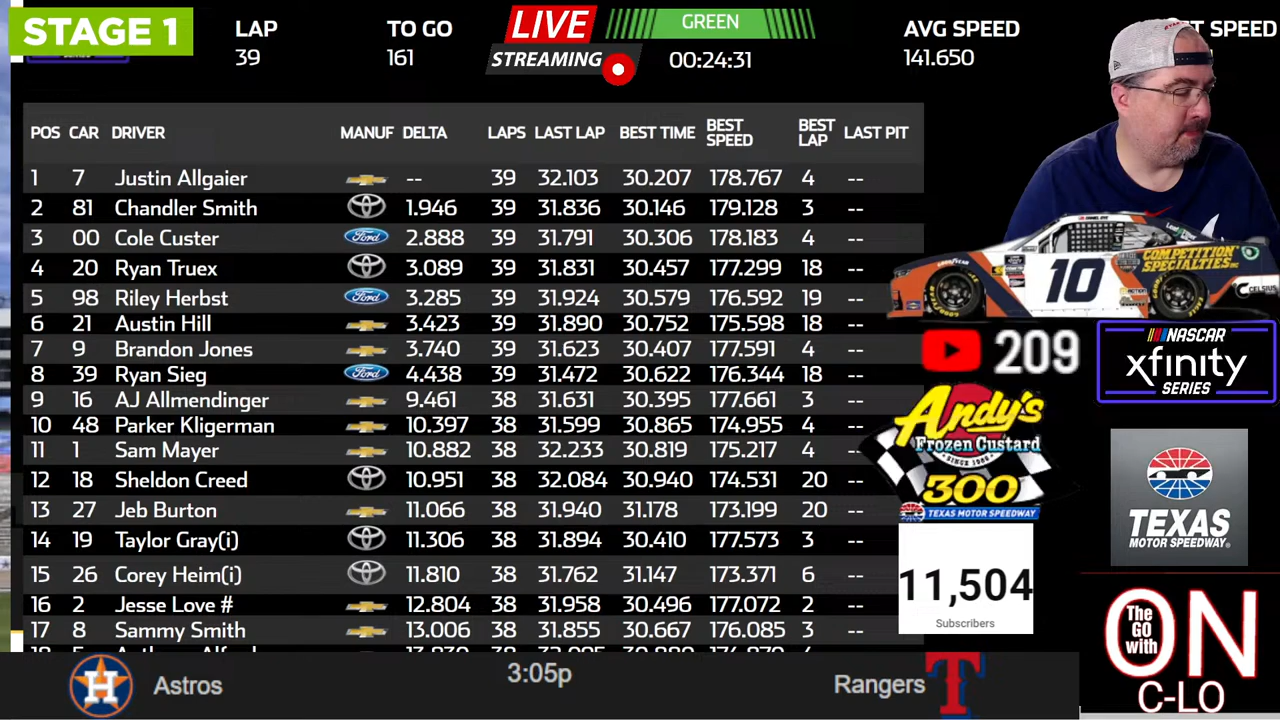 STAGE 1
LAP
39
TO GO
161
LIVE
STREAMING
GREEN
00:24:31
AVG SPEED
141.650
ST SPEED
POS CAR DRIVER MANUF DELTA LAPS LAST LAP BEST TIME BEST SPEED BEST LAP LAST PIT
1 7 Justin Allgaier -- 39 32.103 30.207 178.767 4 --
2 81 Chandler Smith 1.946 39 31.836 30.146 179.128 3 --
3 00 Cole Custer Ford 2.888 39 31.791 30.306 178.183 4 --
4 20 Ryan Truex 3.089 39 31.831 30.457 177.299 18 --
5 98 Riley Herbst Ford 3.285 39 31.924 30.579 176.592 19 --
6 21 Austin Hill 3.423 39 31.890 30.752 175.598 18 --
7 9 Brandon Jones 3.740 39 31.623 30.407 177.591 4 --
8 39 Ryan Sieg Ford 4.438 39 31.472 30.622 176.344 18 --
9 16 AJ Allmendinger 9.461 38 31.631 30.395 177.661 3 --
10 48 Parker Kligerman 10.397 38 31.599 30.865 174.955 4 --
11 1 Sam Mayer 10.882 38 32.233 30.819 175.217 4 --
12 18 Sheldon Creed 10.951 38 32.084 30.940 174.531 20 --
13 27 Jeb Burton 11.066 38 31.940 31.178 173.199 20 --
14 19 Taylor Gray(i) 11.306 38 31.894 30.410 177.573 3 --
15 26 Corey Heim(i) 11.810 38 31.762 31.147 173.371 6 --
16 2 Jesse Love # 12.804 38 31.958 30.496 177.072 2 --
17 8 Sammy Smith 13.006 38 31.855 30.667 176.085 3 --
10
COMPETITION
SPECIALTIES INC
CELSIUS
209
NASCAR
xfinity
SERIES
Andy's
Frozen Custard
SINCE 1986
300
TEXAS MOTOR SPEEDWAY
TEXAS
MOTOR SPEEDWAY
11,504
Subscribers
The
GO
with
ON
C-LO
H
Astros
3:05p
Rangers
T